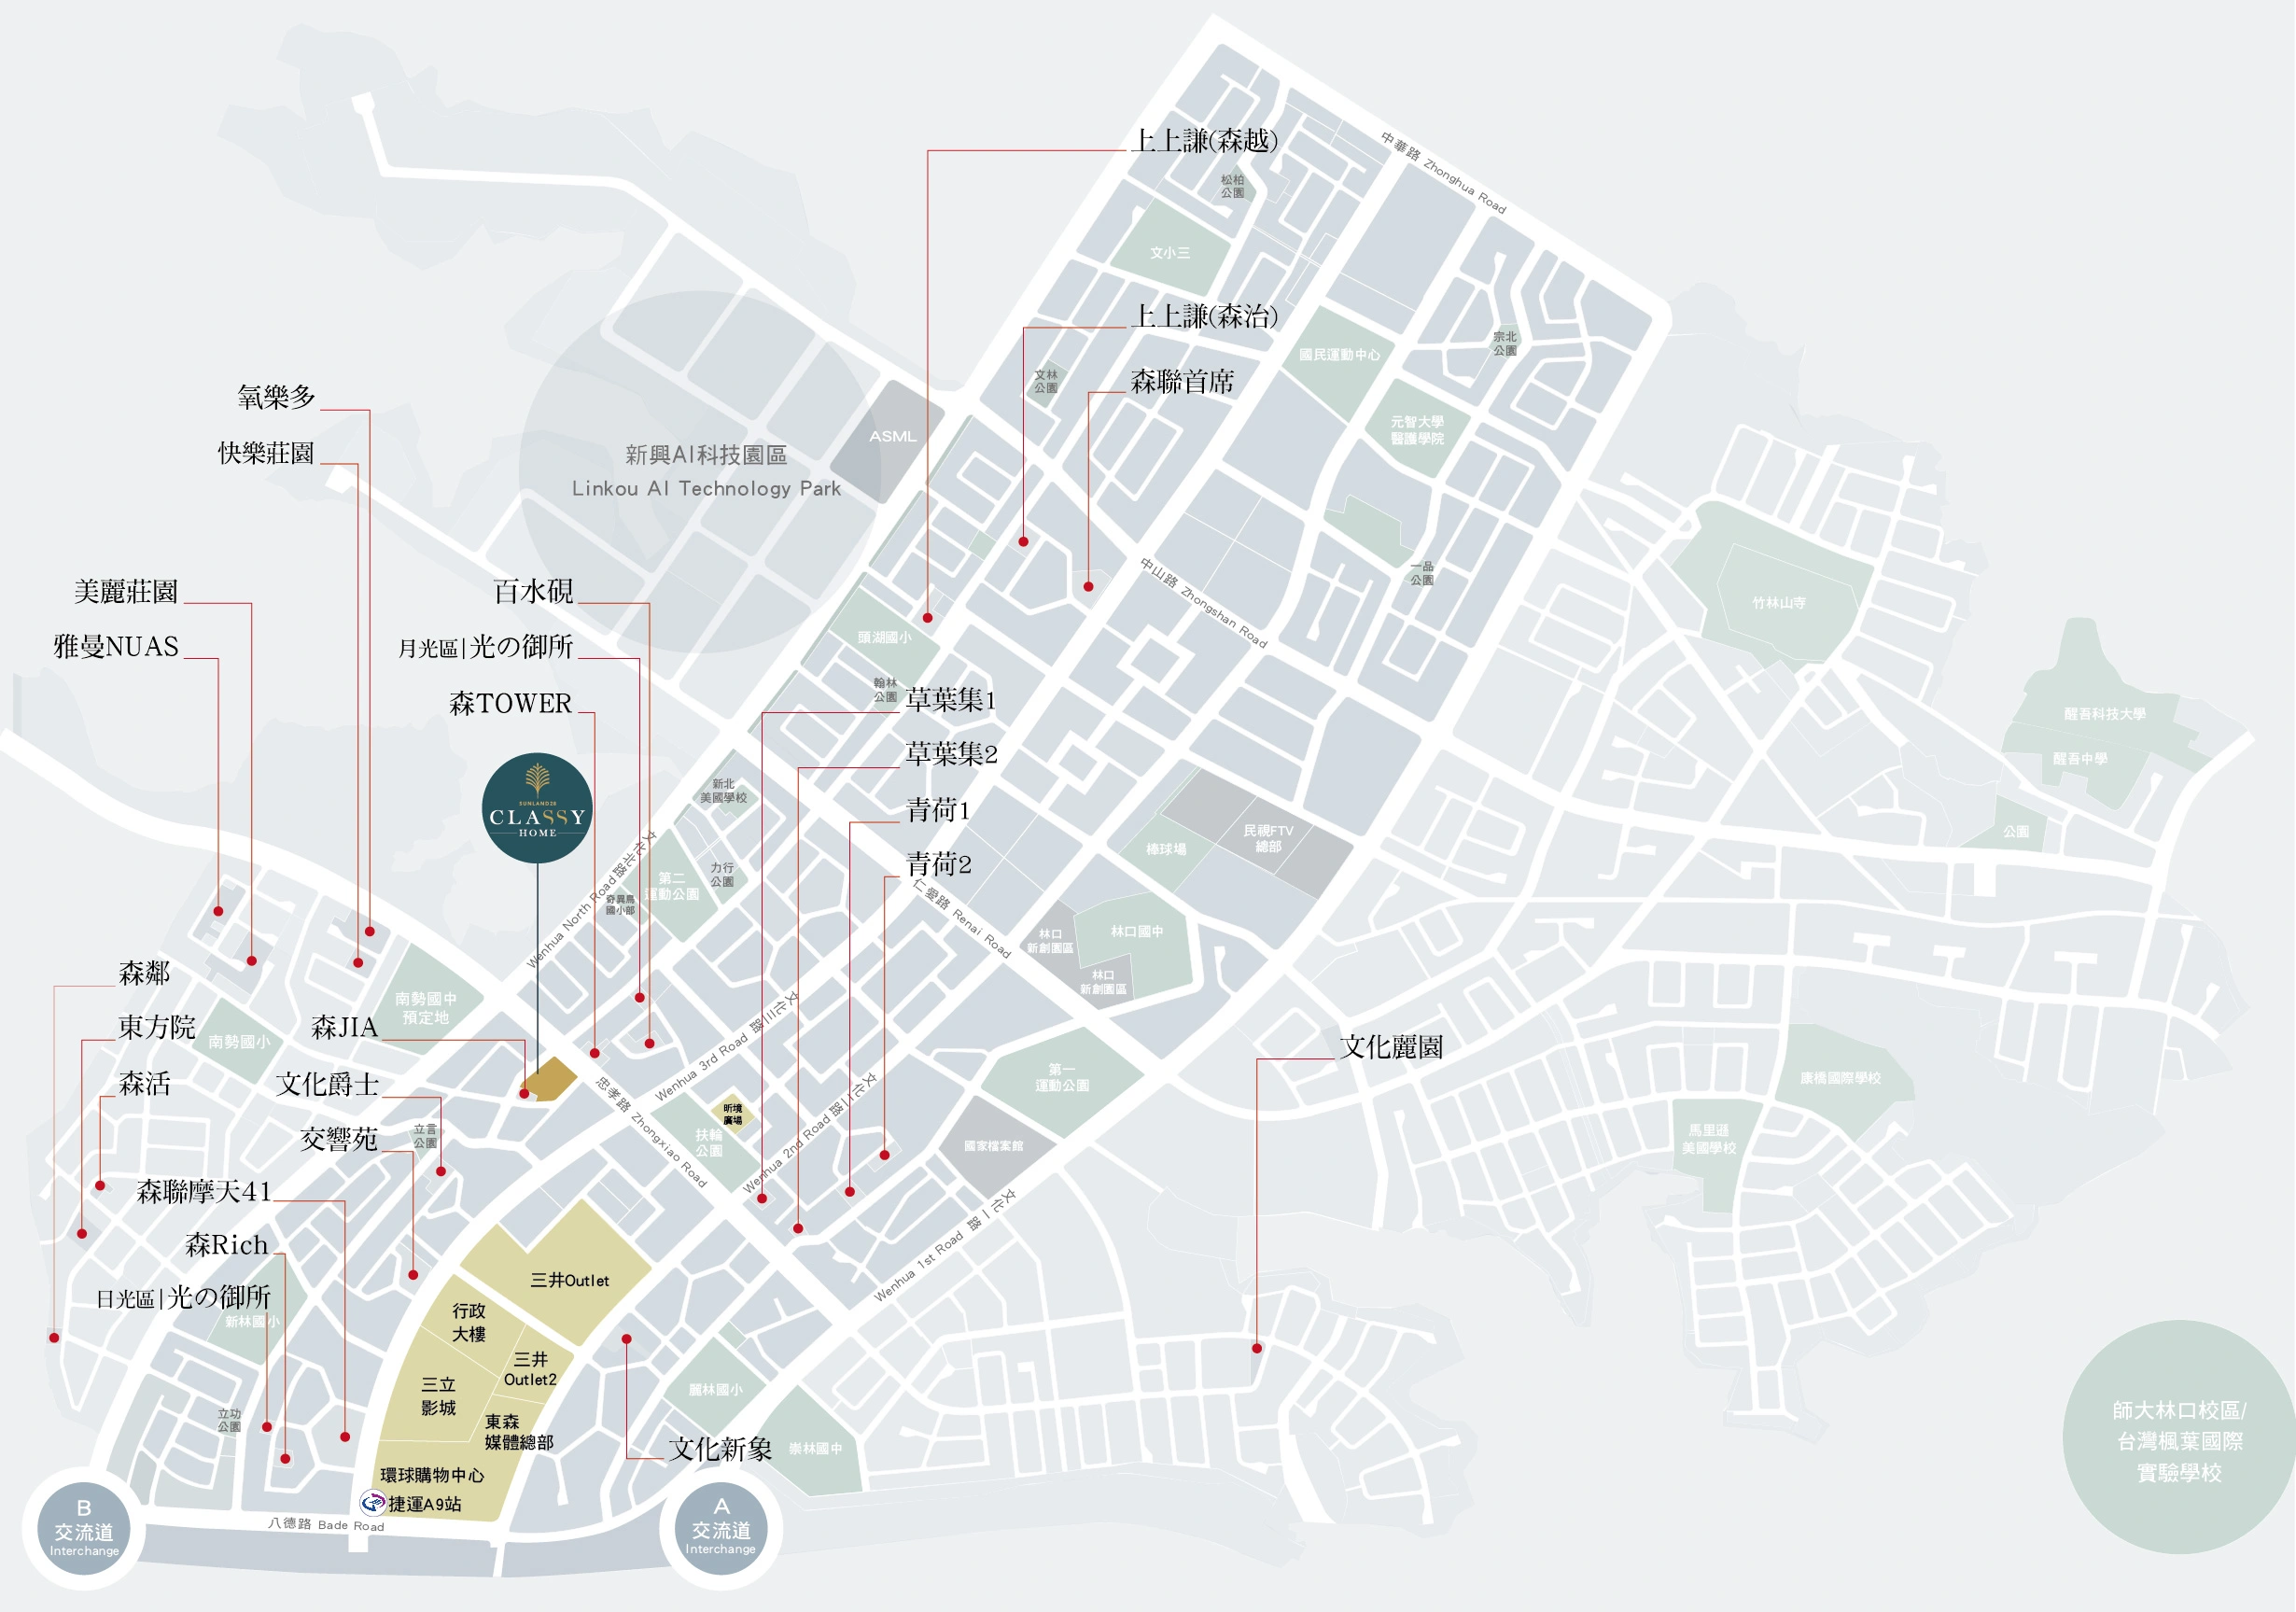 上上謙(森越)
中華路 Zhonghua Road
松柏
公園
文小三
上上謙(森治)
宗北
公園
國民運動中心
文林
公園
森聯首席
氧樂多
快樂莊園
ASML
新興AI科技園區
Linkou AI Technology Park
元智大學
醫護學院
一品
公園
中山路 Zhongshan Road
竹林山寺
美麗莊園
雅曼NUAS
百水硯
月光區|光の御所
森TOWER
頭湖國小
翰林
公園
草葉集1
草葉集2
青荷1
青荷2
醒吾科技大學
醒吾中學
公園
SUNLANDZE
CLASSY
HOME
新北
美國學校
力行
公園
第二
運動公園
國小部
文化北路 Wenhua North Road
棒球場
民視FTV
總部
仁愛路 Renai Road
林口
新創園區
林口國中
林口
新創園區
森鄰
東方院
森活
南勢國中
預定地
南勢國小
森JIA
文化爵士
交響苑
立言
公園
文化三路 Wenhua 3rd Road
忠孝路 Zhongxiao Road
昕境
廣場
扶輪
公園
文化二路 Wenhua 2nd Road
第一
運動公園
國家檔案館
文化一路 Wenhua 1st Road
文化麗園
康橋國際學校
馬里遜
美國學校
森聯摩天41
森Rich
日光區|光の御所
新林國小
立功
公園
三井Outlet
行政
大樓
三井
Outlet2
三立
影城
東森
媒體總部
環球購物中心
捷運A9站
文化新象
麗林國小
崇林國中
八德路 Bade Road
B
交流道
Interchange
A
交流道
Interchange
師大林口校區/
台灣楓葉國際
實驗學校